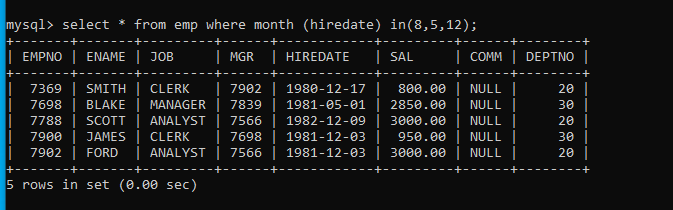 mysql> select * from emp where month (hiredate) in(8,5,12);
+-------+-------+---------+------+------------+---------+------+--------+
| EMPNO | ENAME | JOB     | MGR  | HIREDATE   | SAL     | COMM | DEPTNO |
+-------+-------+---------+------+------------+---------+------+--------+
|  7369 | SMITH | CLERK   | 7902 | 1980-12-17 |  800.00 | NULL |     20 |
|  7698 | BLAKE | MANAGER | 7839 | 1981-05-01 | 2850.00 | NULL |     30 |
|  7788 | SCOTT | ANALYST | 7566 | 1982-12-09 | 3000.00 | NULL |     20 |
|  7900 | JAMES | CLERK   | 7698 | 1981-12-03 |  950.00 | NULL |     30 |
|  7902 | FORD  | ANALYST | 7566 | 1981-12-03 | 3000.00 | NULL |     20 |
+-------+-------+---------+------+------------+---------+------+--------+
5 rows in set (0.00 sec)